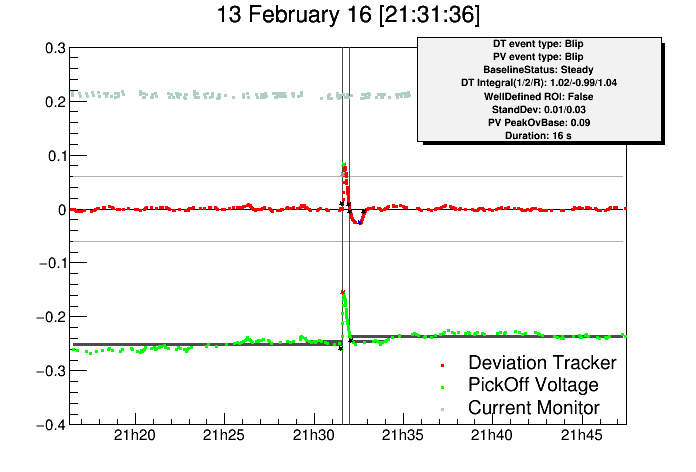 13 February 16 [21:31:36]
DT event type: Blip
PV event type: Blip
BaselineStatus: Steady
DT Integral(1/2/R): 1.02/-0.99/1.04
WellDefined ROI: False
StandDev: 0.01/0.03
PV PeakOvBase: 0.09
Duration: 16 s
0.3
0.2
0.1
0
−0.1
−0.2
−0.3
−0.4
Deviation Tracker
PickOff Voltage
Current Monitor
21h20 21h25 21h30 21h35 21h40 21h45